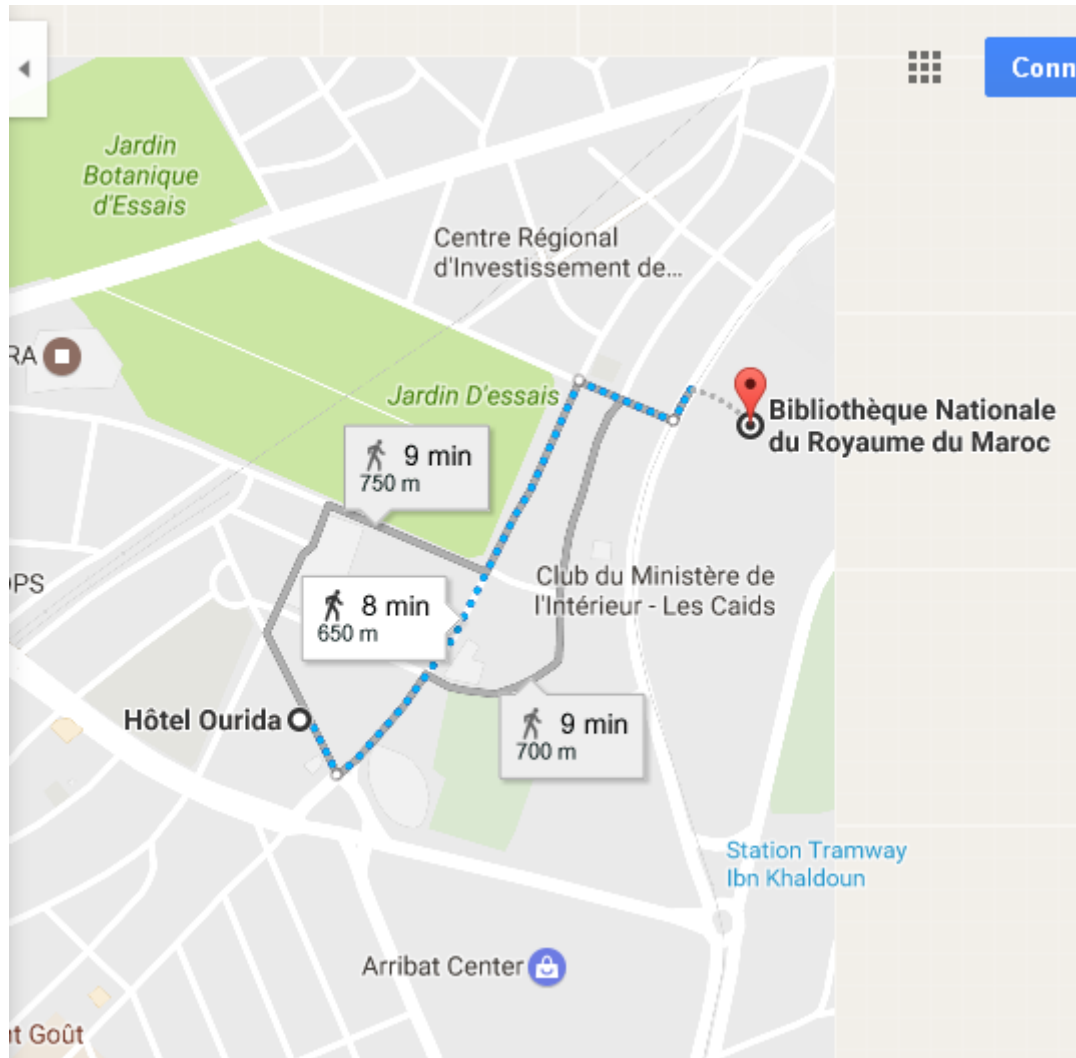 Conn
Jardin
Botanique
d'Essais
Centre Régional
d'Investissement de...
RA
Jardin D'essais
Bibliothèque Nationale
du Royaume du Maroc
9 min
750 m
OPS
Club du Ministère de
l'Intérieur - Les Caids
8 min
650 m
Hôtel Ourida
9 min
700 m
Station Tramway
Ibn Khaldoun
Arribat Center
nt Goût